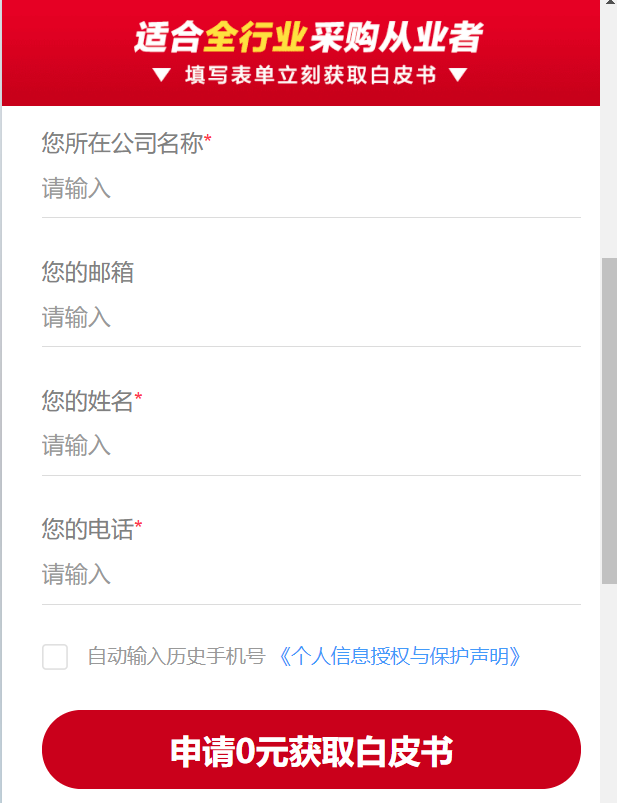 适合全行业采购从业者
▼ 填写表单立刻获取白皮书 ▼
您所在公司名称*
请输入
您的邮箱
请输入
您的姓名*
请输入
您的电话*
请输入
自动输入历史手机号 《个人信息授权与保护声明》
申请0元获取白皮书